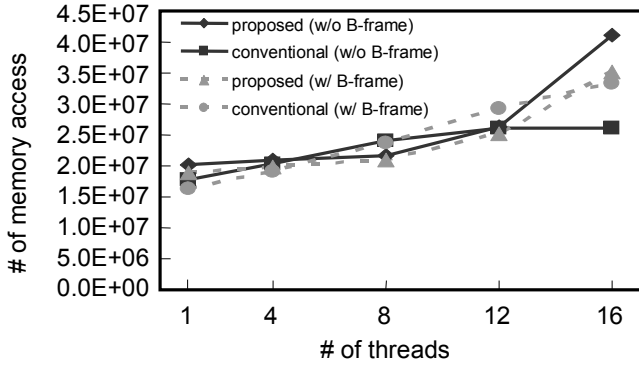 4.5E+07
4.0E+07
3.5E+07
3.0E+07
2.5E+07
2.0E+07
1.5E+07
1.0E+07
5.0E+06
0.0E+00
# of memory access
proposed (w/o B-frame)
conventional (w/o B-frame)
proposed (w/ B-frame)
conventional (w/ B-frame)
1 4 8 12 16
# of threads